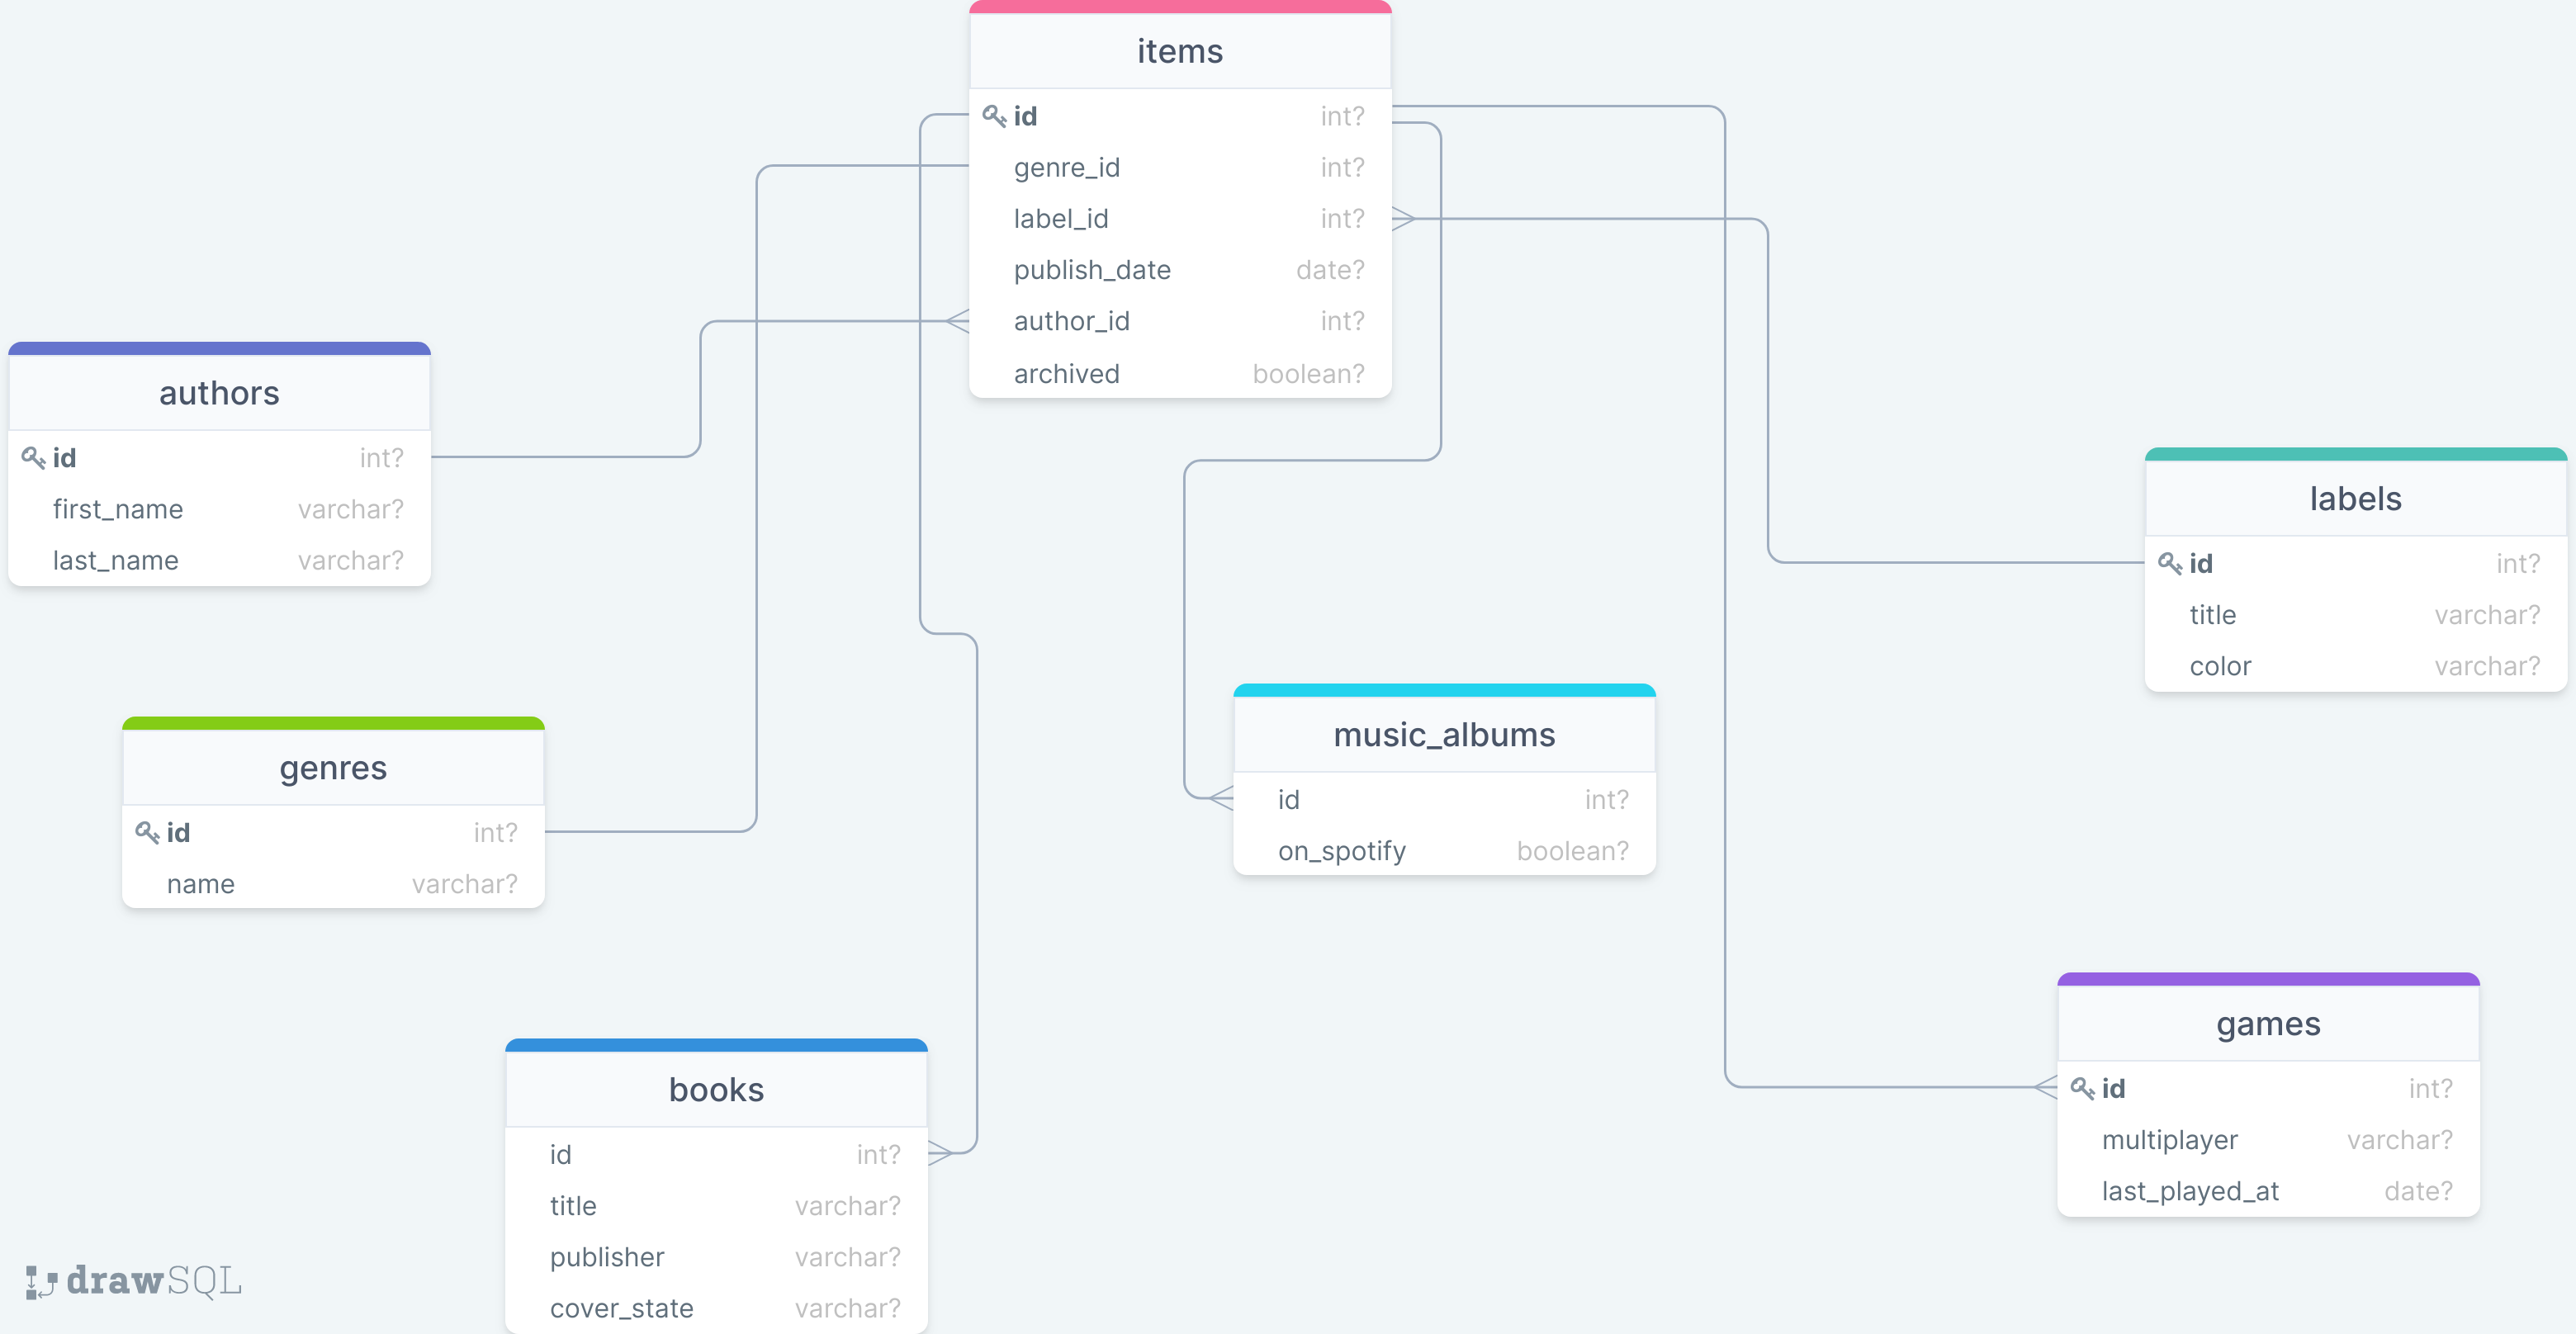 items
id int?
genre_id int?
label_id int?
publish_date date?
author_id int?
archived boolean?
authors
id int?
first_name varchar?
last_name varchar?
labels
id int?
title varchar?
color varchar?
genres
id int?
name varchar?
music_albums
id int?
on_spotify boolean?
games
id int?
multiplayer varchar?
last_played_at date?
books
id int?
title varchar?
publisher varchar?
cover_state varchar?
drawSQL